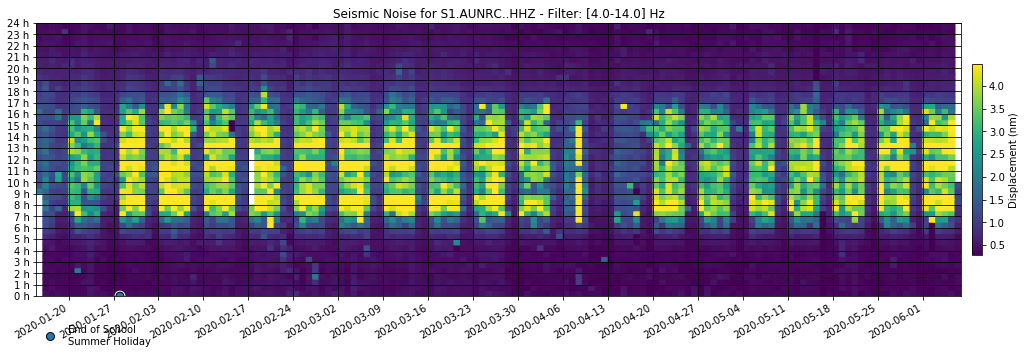 Seismic Noise for S1.AUNRC..HHZ - Filter: [4.0-14.0] Hz
24 h
23 h
22 h
21 h
20 h
19 h
18 h
17 h
16 h
15 h
14 h
13 h
12 h
11 h
10 h
9 h
8 h
7 h
6 h
5 h
4 h
3 h
2 h
1 h
0 h
4.0
3.5
3.0
2.5
2.0
1.5
1.0
0.5
Displacement (nm)
2020-01-20
2020-01-27
2020-02-03
2020-02-10
2020-02-17
2020-02-24
2020-03-02
2020-03-09
2020-03-16
2020-03-23
2020-03-30
2020-04-06
2020-04-13
2020-04-20
2020-04-27
2020-05-04
2020-05-11
2020-05-18
2020-05-25
2020-06-01
End of School
Summer Holiday